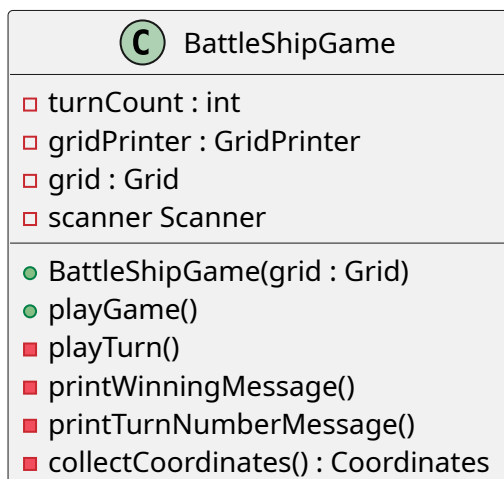 C BattleShipGame
turnCount : int
gridPrinter : GridPrinter
grid : Grid
scanner Scanner
BattleShipGame(grid : Grid)
playGame()
playTurn()
printWinningMessage()
printTurnNumberMessage()
collectCoordinates() : Coordinates